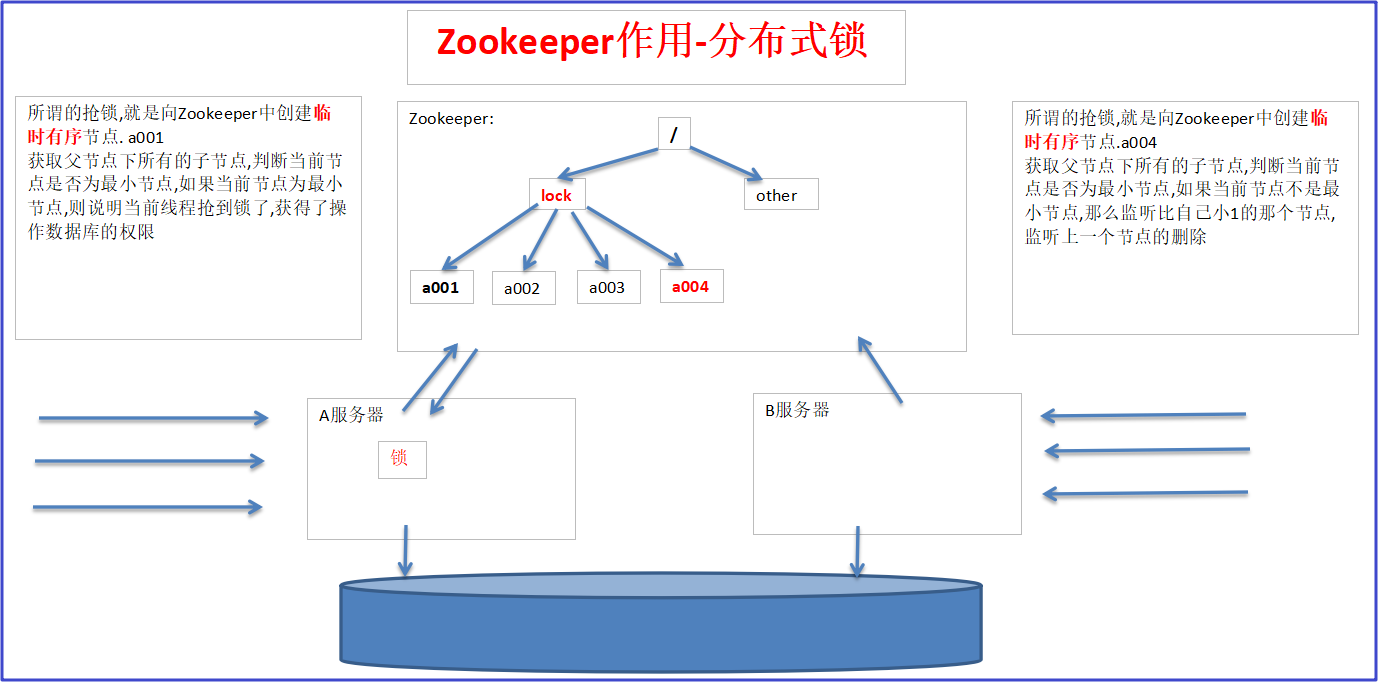 Zookeeper作用-分布式锁
所谓的抢锁,就是向Zookeeper中创建临
时有序节点. a001
获取父节点下所有的子节点,判断当前节
点是否为最小节点,如果当前节点为最小
节点,则说明当前线程抢到锁了,获得了操
作数据库的权限
Zookeeper:
/
lock
other
a001
a002
a003
a004
所谓的抢锁,就是向Zookeeper中创建临
时有序节点.a004
获取父节点下所有的子节点,判断当前节
点是否为最小节点,如果当前节点不是最
小节点,那么监听比自己小1的那个节点,
监听上一个节点的删除
A服务器
锁
B服务器